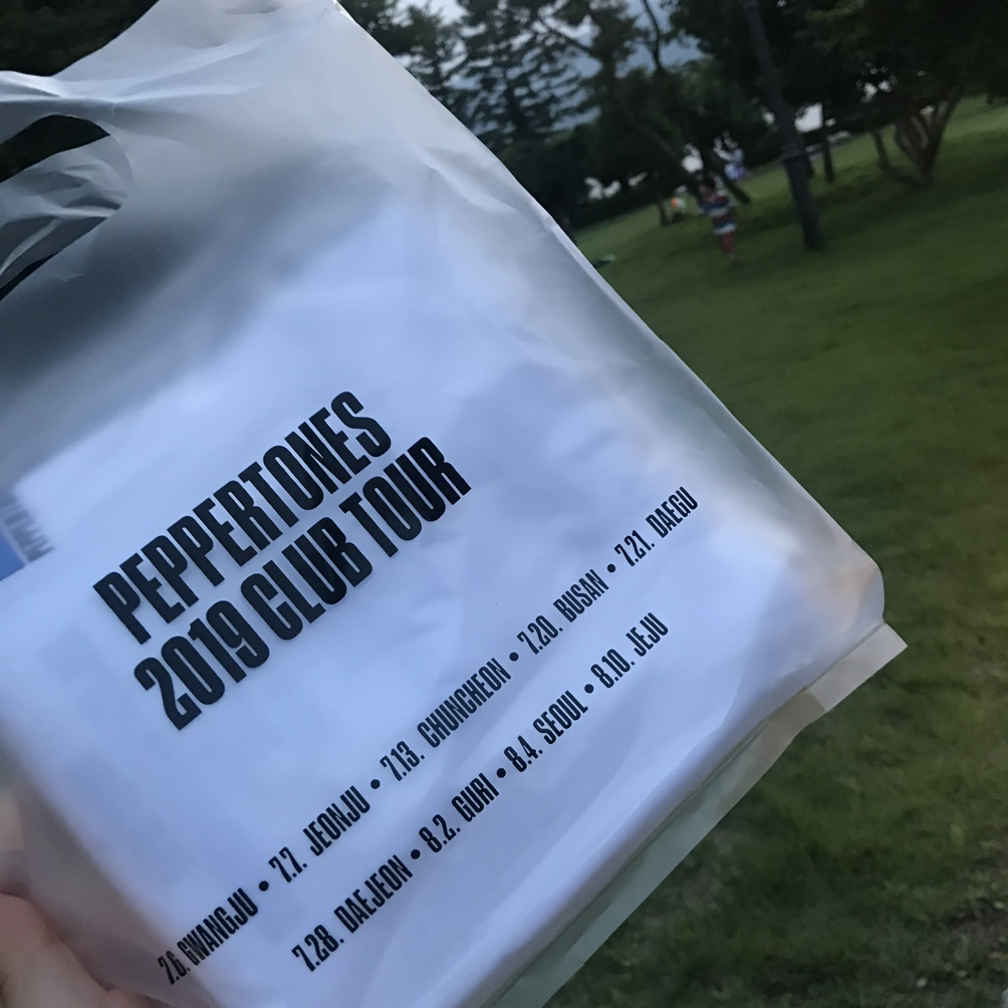 PEPPERTONES
2019 CLUB TOUR
7.6. GWANGJU • 7.7. JEONJU • 7.13. CHUNCHEON • 7.20. BUSAN • 7.21. DAEGU
7.28. DAEJEON • 8.2. GURI • 8.4. SEOUL • 8.10. JEJU